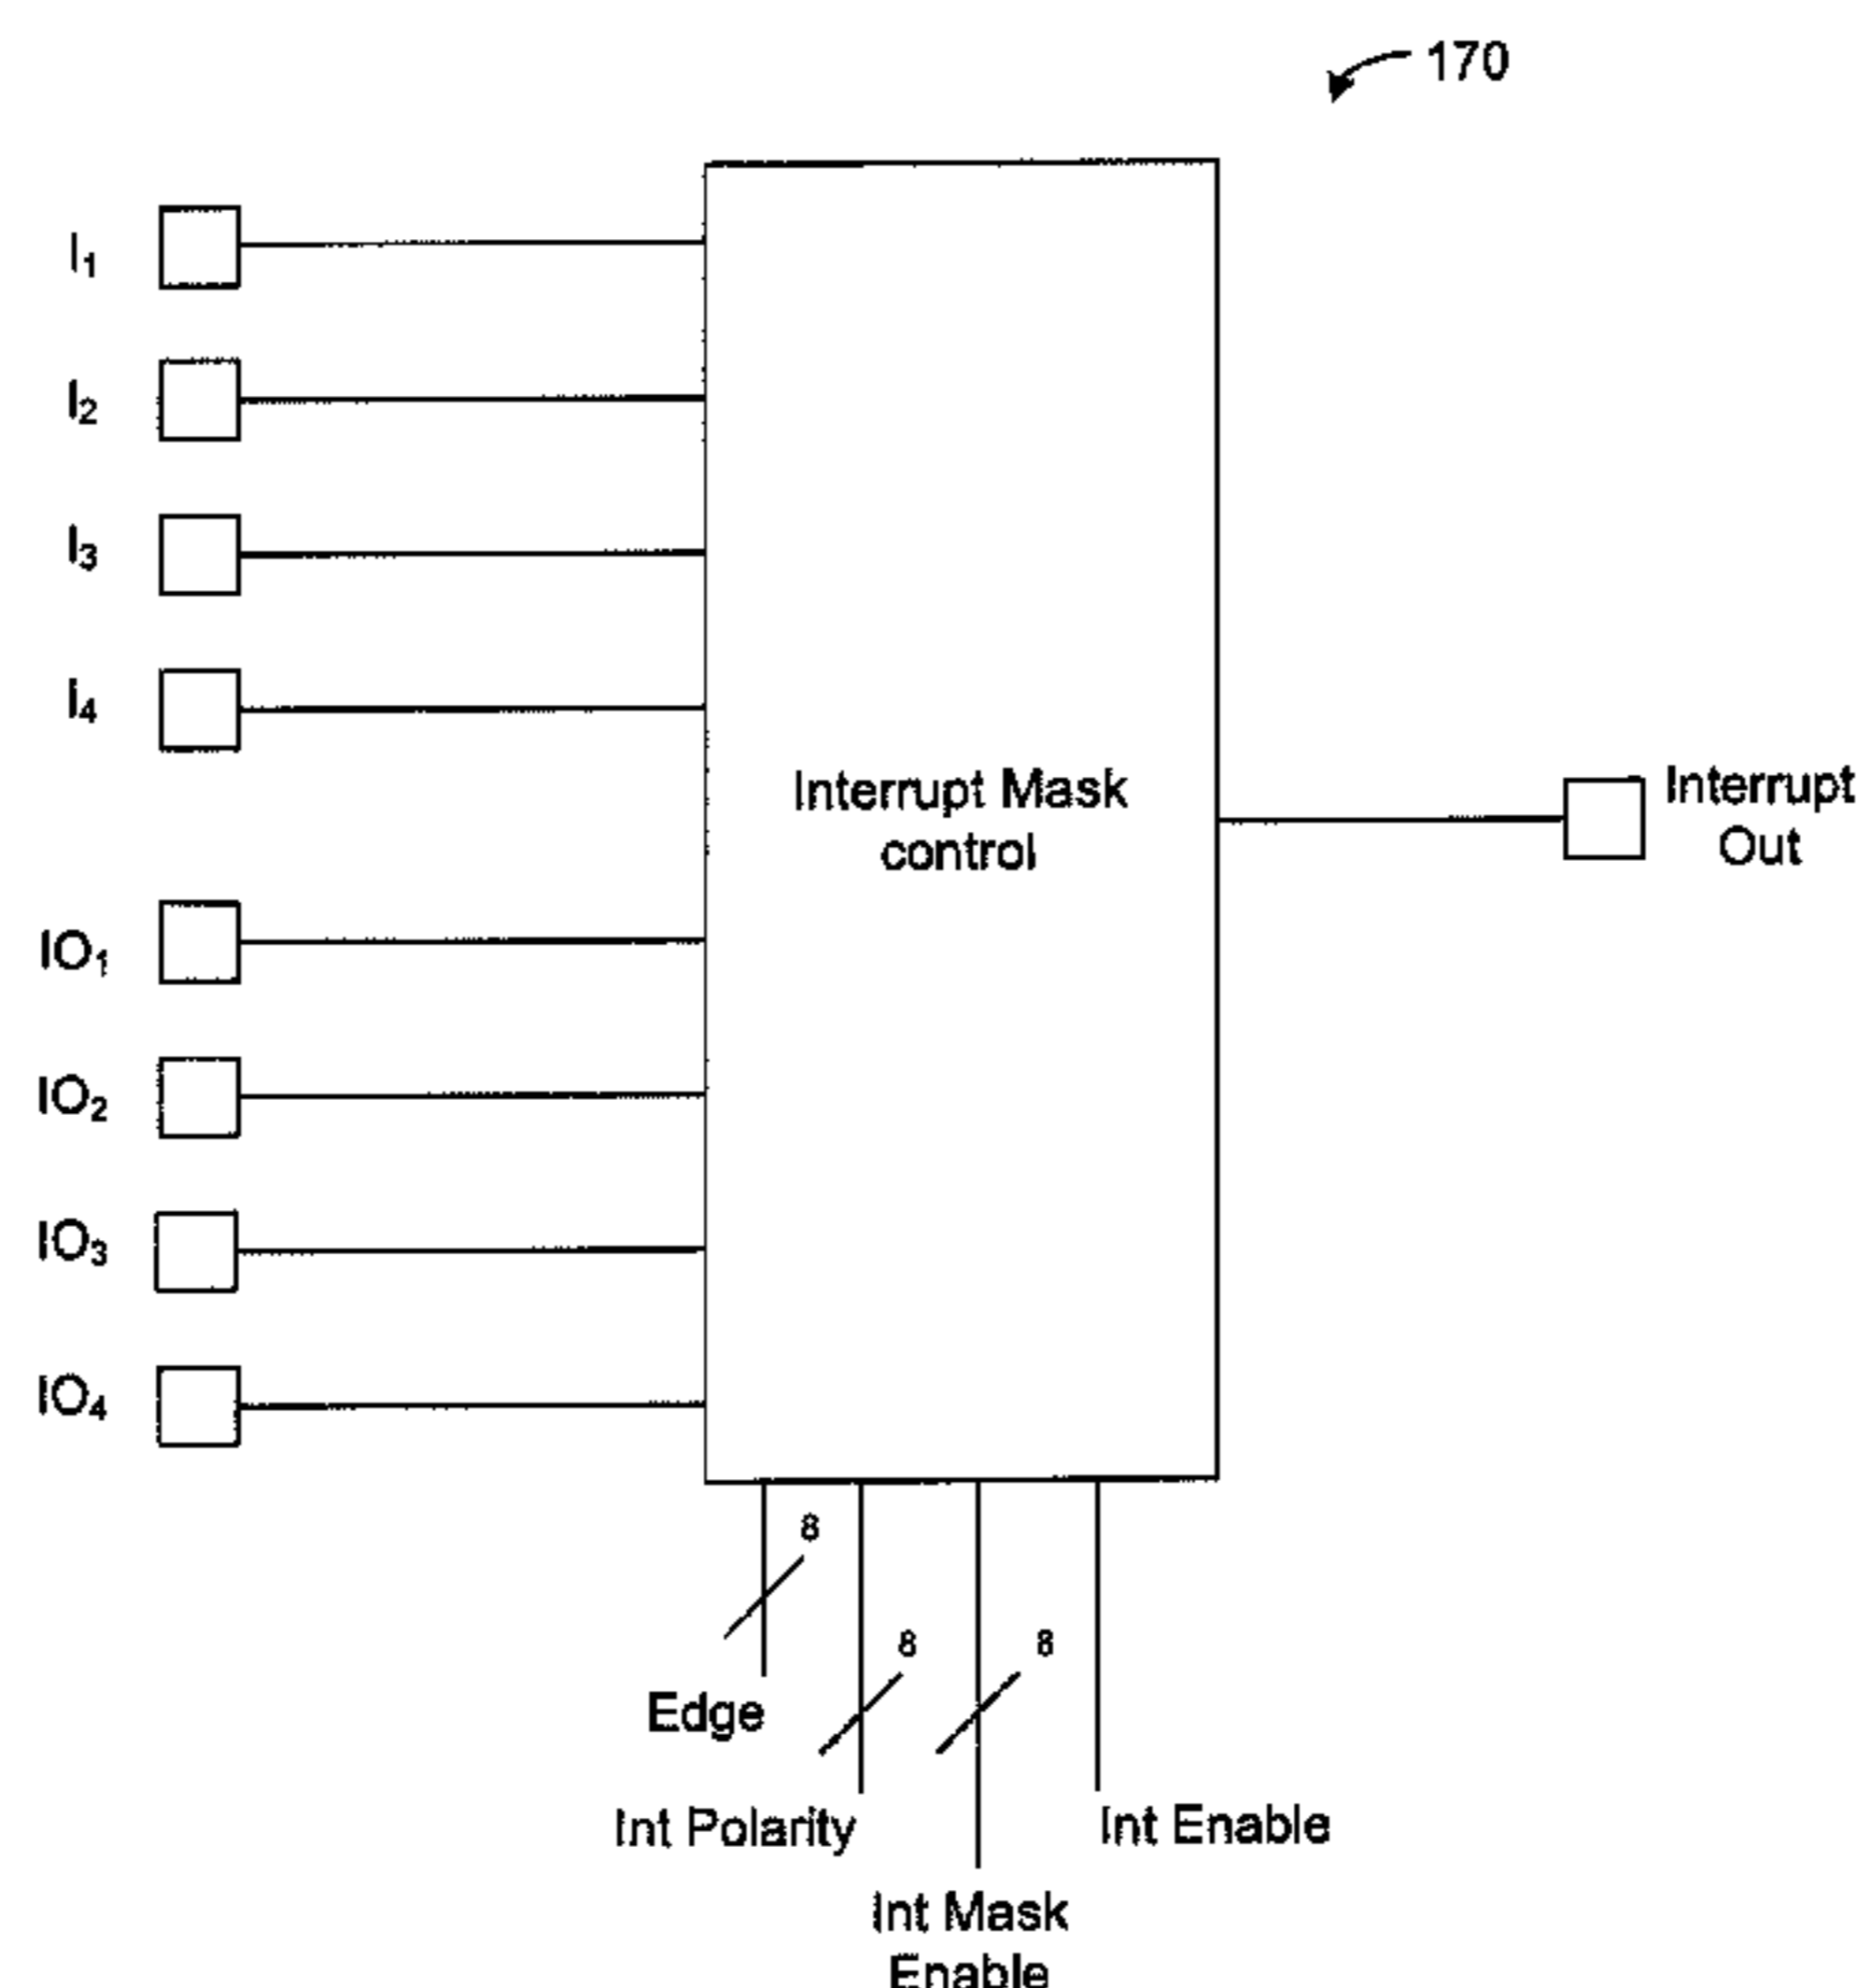 170
I₁
I₂
I₃
I₄
Interrupt Mask
control
Interrupt
Out
IO₁
IO₂
IO₃
IO₄
8
8
8
Edge
Int Polarity
Int Enable
Int Mask
Enable